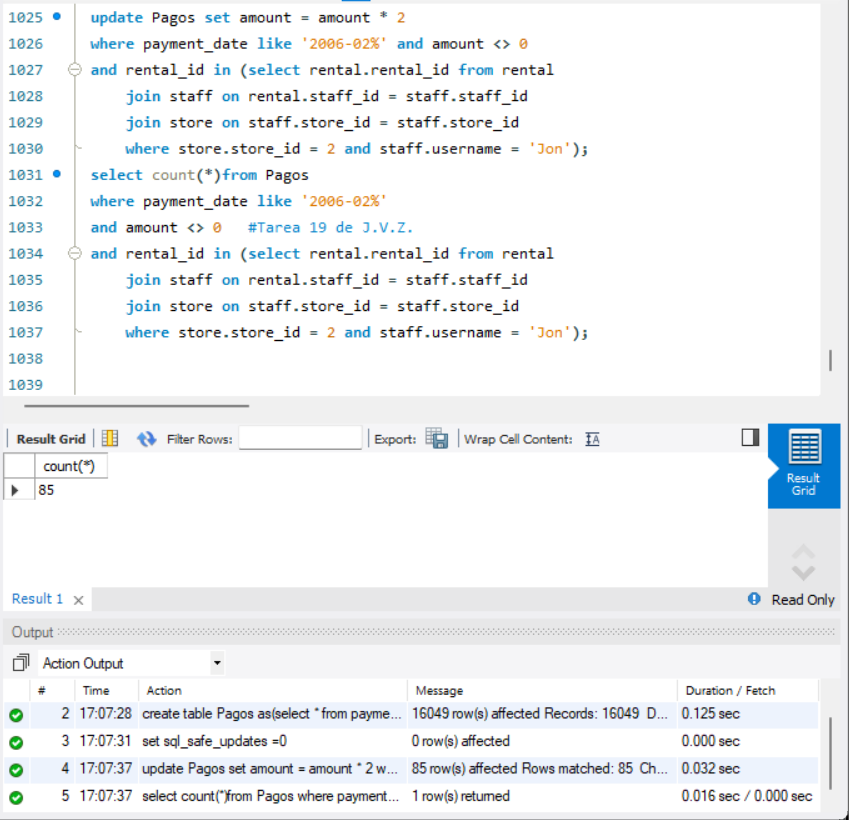 1025 update Pagos set amount = amount * 2
1026 where payment_date like '2006-02%' and amount <> 0
1027 and rental_id in (select rental.rental_id from rental
1028 join staff on rental.staff_id = staff.staff_id
1029 join store on staff.store_id = staff.store_id
1030 where store.store_id = 2 and staff.username = 'Jon');
1031 select count(*)from Pagos
1032 where payment_date like '2006-02%'
1033 and amount <> 0 #Tarea 19 de J.V.Z.
1034 and rental_id in (select rental.rental_id from rental
1035 join staff on rental.staff_id = staff.staff_id
1036 join store on staff.store_id = staff.store_id
1037 where store.store_id = 2 and staff.username = 'Jon');
1038
1039
Result Grid Filter Rows: Export: Wrap Cell Content:
Result Grid
count(*)
85
Result 1 Read Only
Output
Action Output
# Time Action Message Duration / Fetch
2 17:07:28 create table Pagos as(select * from payme... 16049 row(s) affected Records: 16049 D... 0.125 sec
3 17:07:31 set sql_safe_updates =0 0 row(s) affected 0.000 sec
4 17:07:37 update Pagos set amount = amount * 2 w... 85 row(s) affected Rows matched: 85 Ch... 0.032 sec
5 17:07:37 select count(*)from Pagos where payment... 1 row(s) returned 0.016 sec / 0.000 sec